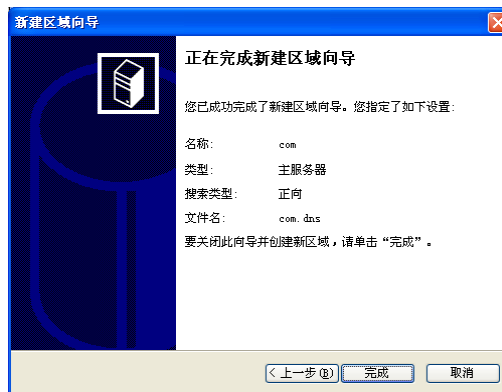 新建区域向导
正在完成新建区域向导
您已成功完成了新建区域向导。您指定了如下设置:
名称: com
类型: 主服务器
搜索类型: 正向
文件名: com.dns
要关闭此向导并创建新区域，请单击“完成”。
< 上一步(B) 完成 取消